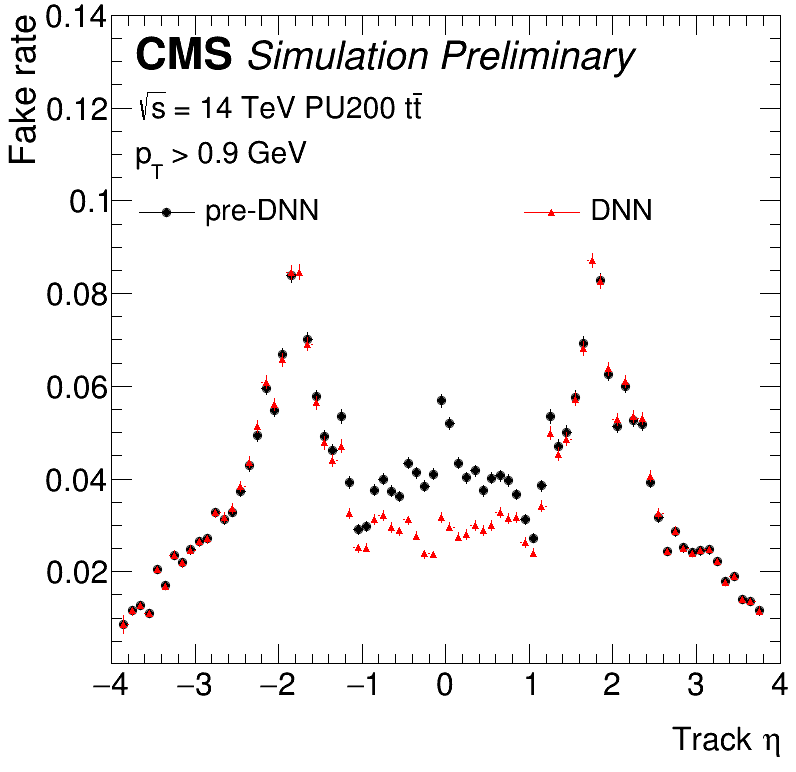 Fake rate
0.14
0.12
0.1
0.08
0.06
0.04
0.02
CMS Simulation Preliminary
√s = 14 TeV PU200 tt̄
pT > 0.9 GeV
pre-DNN
DNN
−4 −3 −2 −1 0 1 2 3 4
Track η